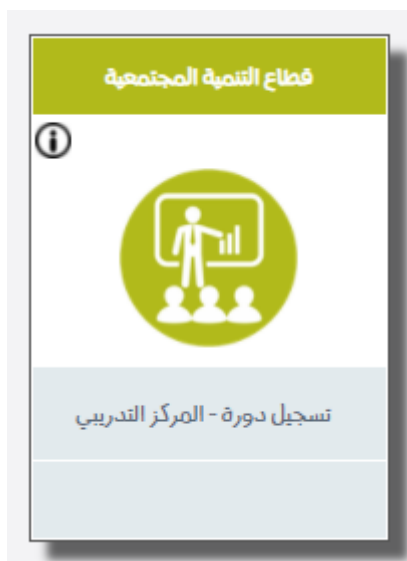 قطاع التنمية المجتمعية
تسجيل دورة - المركز التدريبي